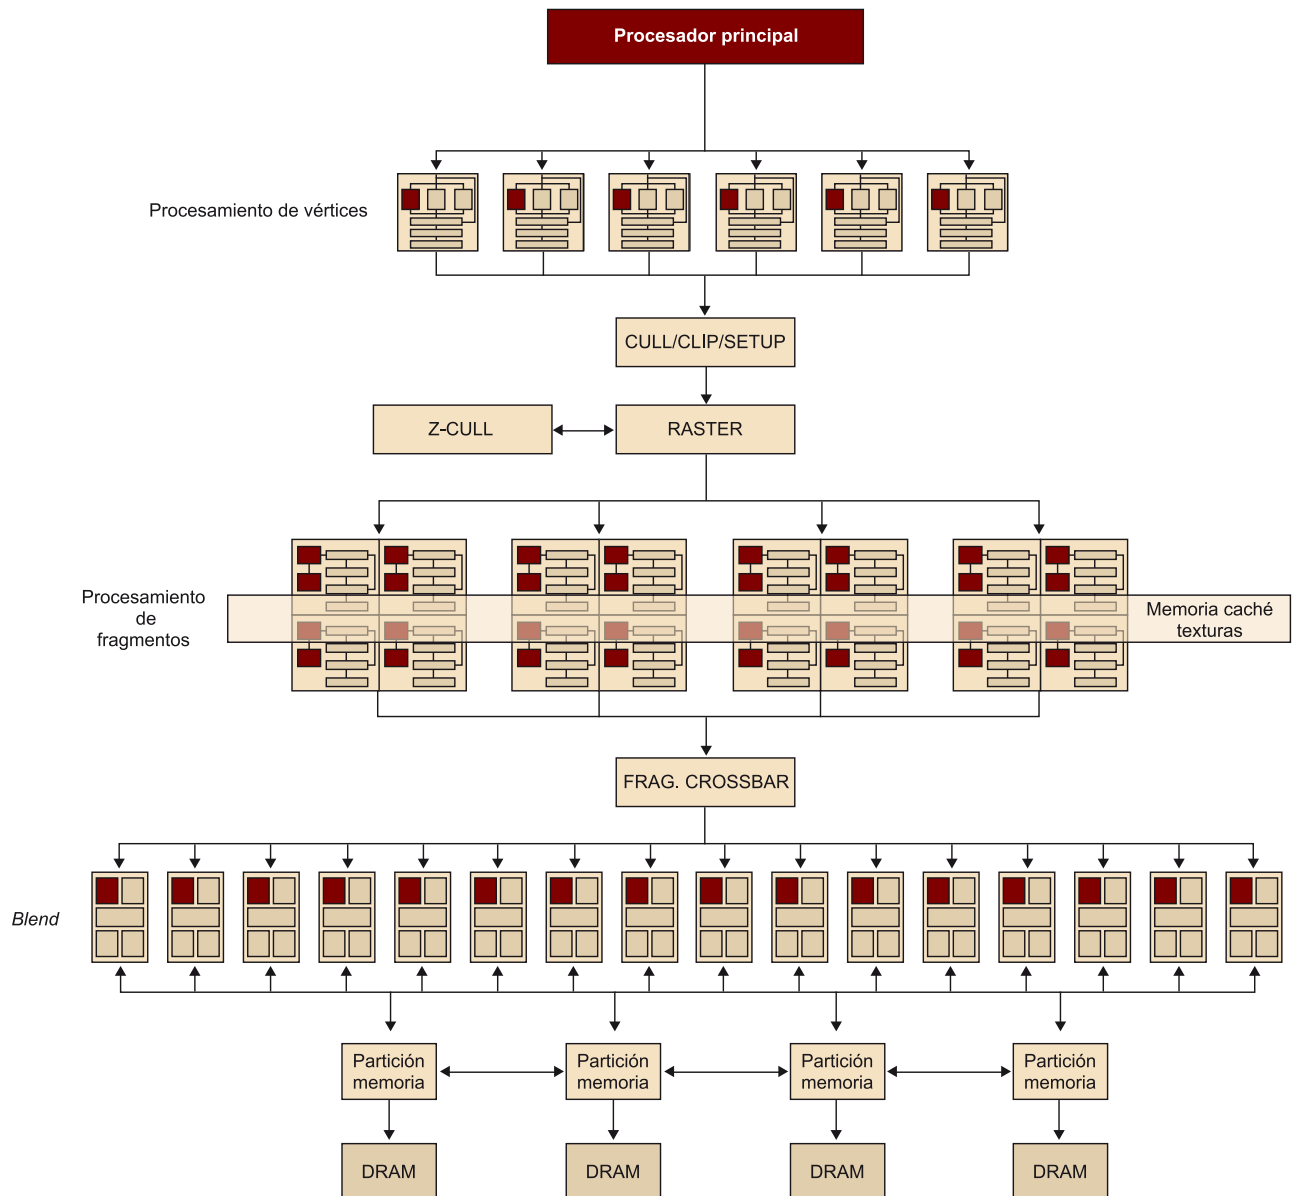 Procesador principal
Procesamiento de vértices
CULL/CLIP/SETUP
Z-CULL
RASTER
Procesamiento
de
fragmentos
Memoria caché
texturas
FRAG. CROSSBAR
Blend
Partición
memoria
Partición
memoria
Partición
memoria
Partición
memoria
DRAM
DRAM
DRAM
DRAM